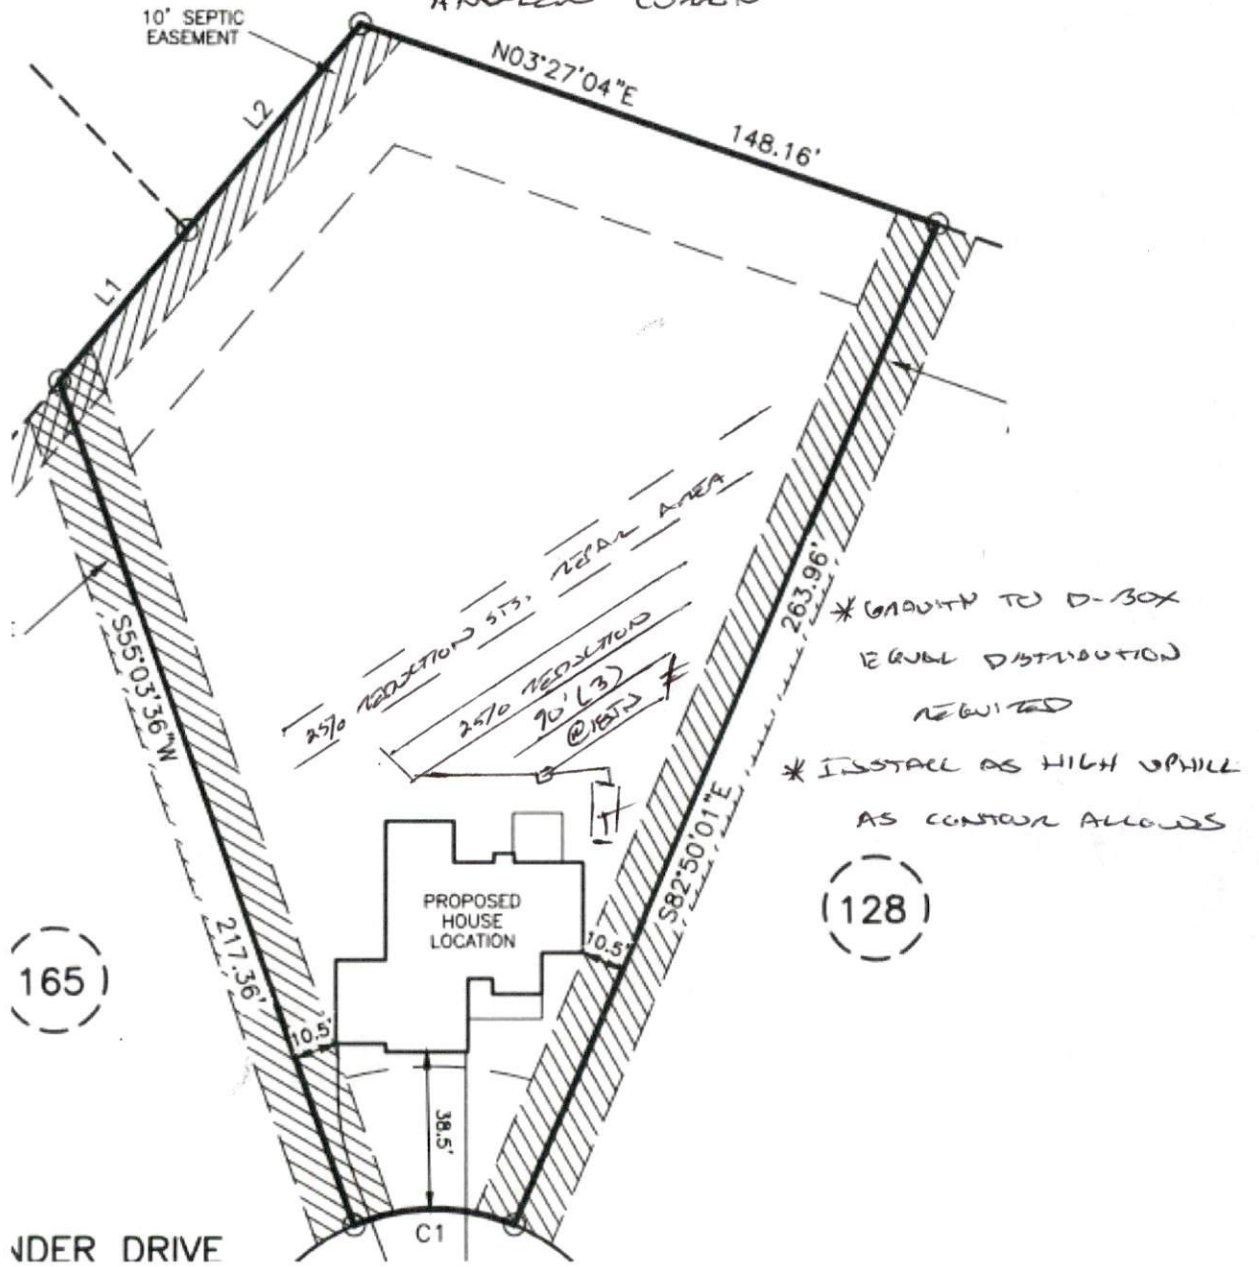 10' SEPTIC
EASEMENT
N03°27'04"E
148.16'
L2
L1
25% REDUCTION SYS. REPAIR AREA
25% REDUCTION
90' (3)
263.96'
S82°50'01"E
S55°03'36"W
217.36'
* GRAVITY TO D-BOX
EQUAL DISTRIBUTION
REQUIRED
* INSTALL AS HIGH UPHILL
AS CONTOUR ALLOWS
128
165
PROPOSED
HOUSE
LOCATION
10.5'
10.5'
38.5'
C1
NDER DRIVE